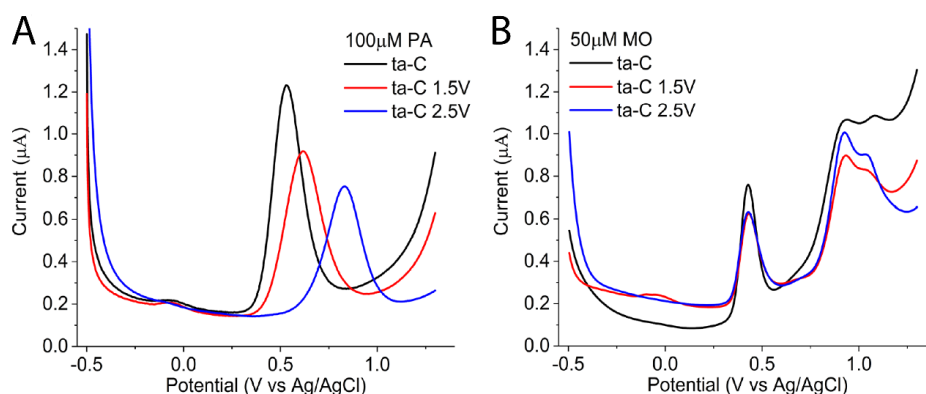 A
100μM PA
ta-C
ta-C 1.5V
ta-C 2.5V
1.4
1.2
1.0
0.8
0.6
0.4
0.2
0.0
-0.5
0.0
0.5
1.0
Current (μA)
Potential (V vs Ag/AgCl)
B
50μM MO
ta-C
ta-C 1.5V
ta-C 2.5V
1.4
1.2
1.0
0.8
0.6
0.4
0.2
0.0
-0.5
0.0
0.5
1.0
Current (μA)
Potential (V vs Ag/AgCl)